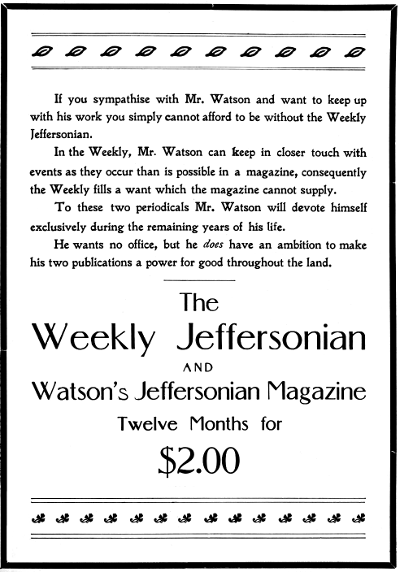 If you sympathise with Mr. Watson and want to keep up
with his work you simply cannot afford to be without the Weekly
Jeffersonian.
In the Weekly, Mr. Watson can keep in closer touch with
events as they occur than is possible in a magazine, consequently
the Weekly fills a want which the magazine cannot supply.
To these two periodicals Mr. Watson will devote himself
exclusively during the remaining years of his life.
He wants no office, but he does have an ambition to make
his two publications a power for good throughout the land.
The
Weekly Jeffersonian
AND
Watson's Jeffersonian Magazine
Twelve Months for
$2.00